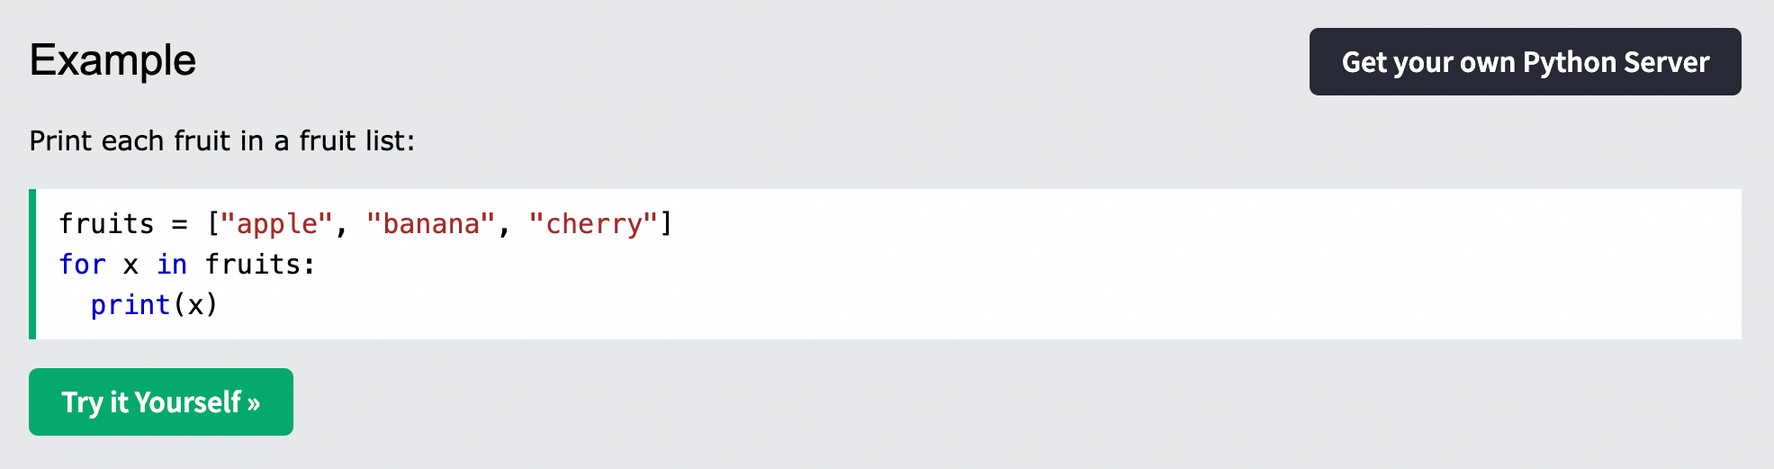 Example
Get your own Python Server
Print each fruit in a fruit list:
fruits = ["apple", "banana", "cherry"]
for x in fruits:
  print(x)
Try it Yourself »